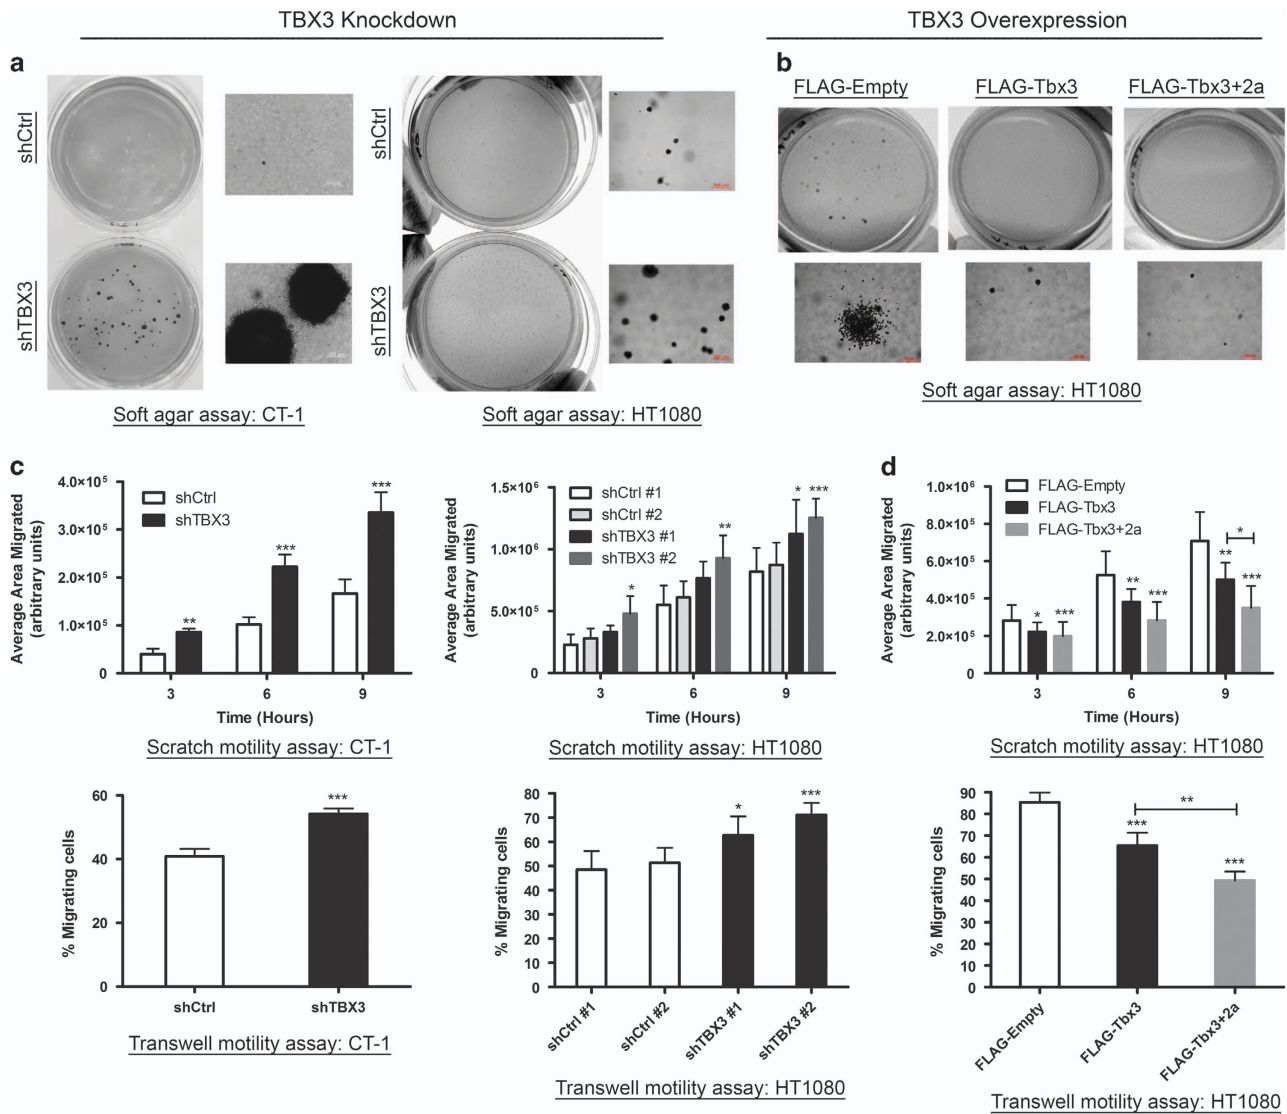 TBX3 Knockdown
TBX3 Overexpression
a
shCtrl
shTBX3
shCtrl
shTBX3
Soft agar assay: CT-1
Soft agar assay: HT1080
b
FLAG-Empty
FLAG-Tbx3
FLAG-Tbx3+2a
Soft agar assay: HT1080
c
Average Area Migrated
(arbitrary units)
4.0×10⁵
3.0×10⁵
2.0×10⁵
1.0×10⁵
0
shCtrl
shTBX3
**
***
***
3
6
9
Time (Hours)
Scratch motility assay: CT-1
Average Area Migrated
(arbitrary units)
1.5×10⁶
1.0×10⁶
5.0×10⁵
0
shCtrl #1
shCtrl #2
shTBX3 #1
shTBX3 #2
*
**
* ***
3
6
9
Time (Hours)
Scratch motility assay: HT1080
d
Average Area Migrated
(arbitrary units)
1.0×10⁶
8.0×10⁵
6.0×10⁵
4.0×10⁵
2.0×10⁵
0
FLAG-Empty
FLAG-Tbx3
FLAG-Tbx3+2a
* ***
** ***
*
** ***
3
6
9
Time (Hours)
Scratch motility assay: HT1080
% Migrating cells
60
40
20
0
***
shCtrl
shTBX3
Transwell motility assay: CT-1
% Migrating cells
80
70
60
50
40
30
20
10
0
*
***
shCtrl #1
shCtrl #2
shTBX3 #1
shTBX3 #2
Transwell motility assay: HT1080
% Migrating cells
90
80
70
60
50
40
30
20
10
0
**
***
***
FLAG-Empty
FLAG-Tbx3
FLAG-Tbx3+2a
Transwell motility assay: HT1080